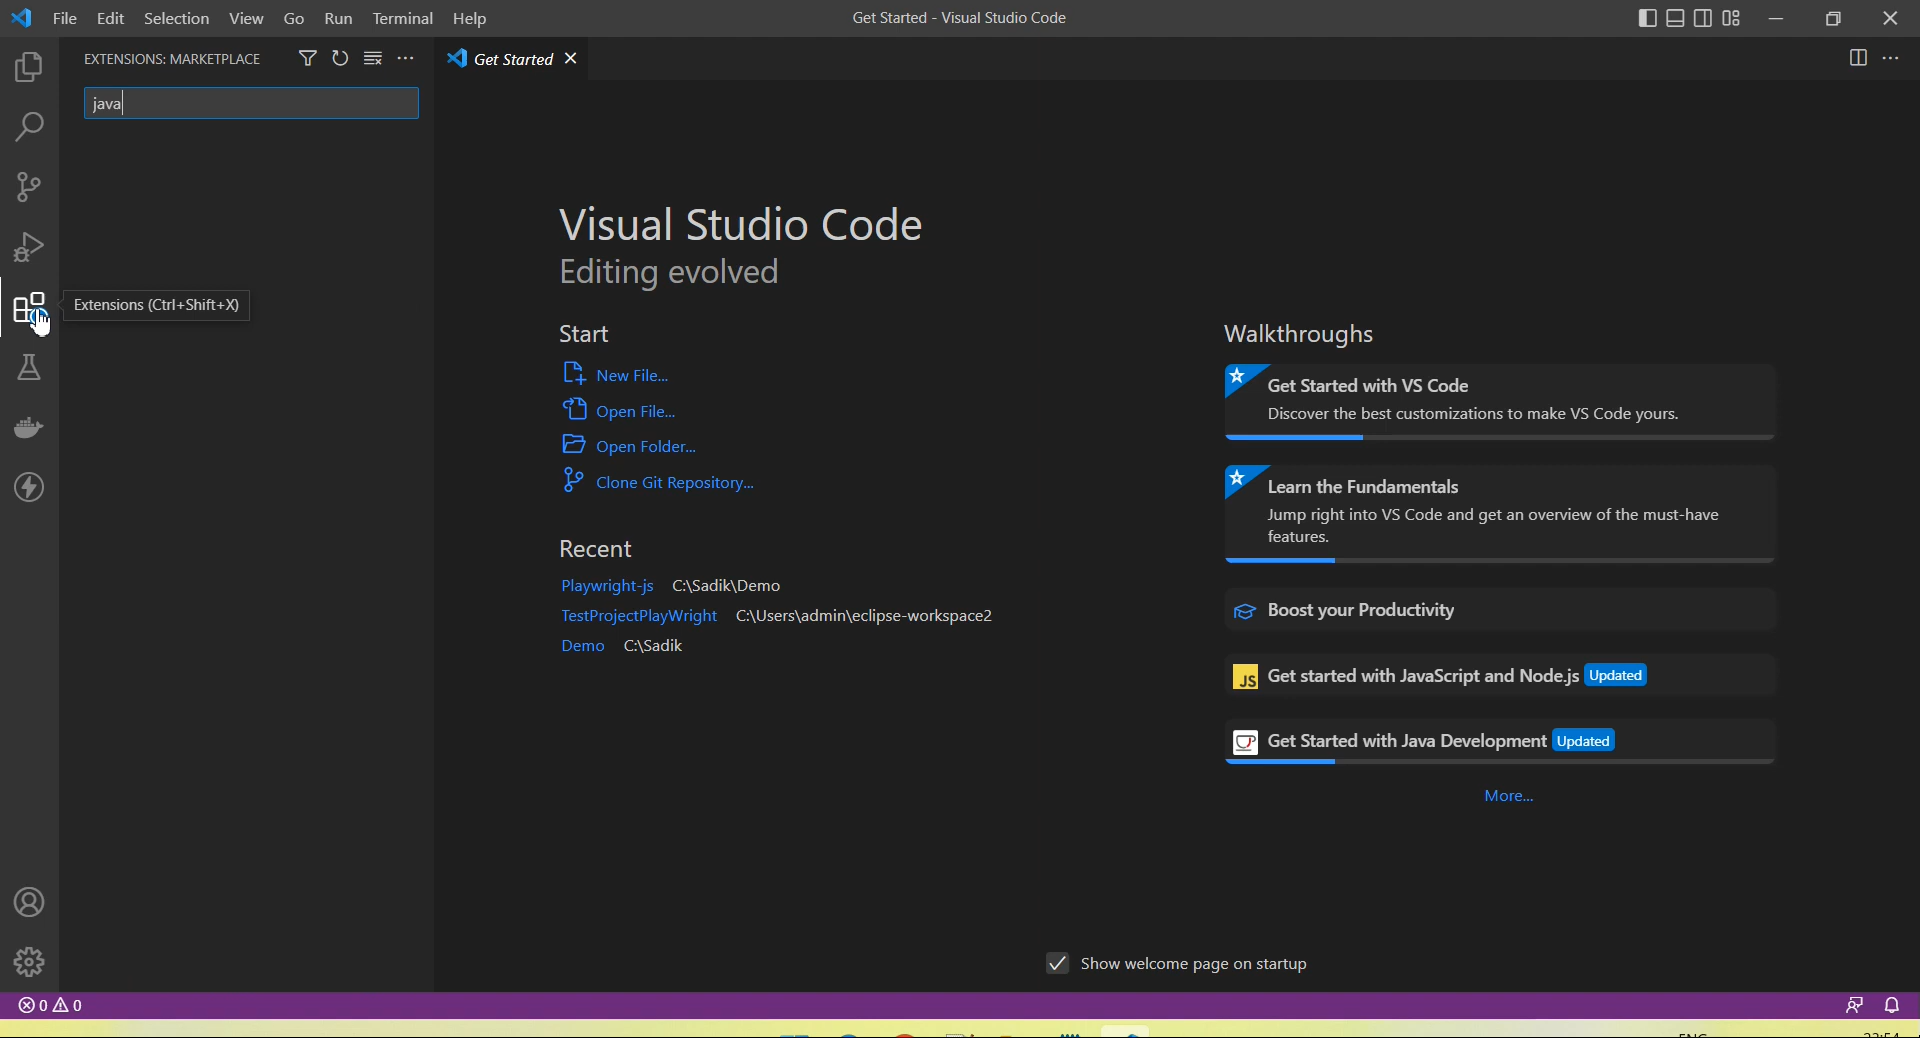 File Edit Selection View Go Run Terminal Help
Get Started - Visual Studio Code
EXTENSIONS: MARKETPLACE
Get Started
java
Extensions (Ctrl+Shift+X)
Visual Studio Code
Editing evolved
Start
New File...
Open File...
Open Folder...
Clone Git Repository...
Recent
Playwright-js C:\Sadik\Demo
TestProjectPlayWright C:\Users\admin\eclipse-workspace2
Demo C:\Sadik
Walkthroughs
Get Started with VS Code
Discover the best customizations to make VS Code yours.
Learn the Fundamentals
Jump right into VS Code and get an overview of the must-have
features.
Boost your Productivity
JS Get started with JavaScript and Node.js Updated
Get Started with Java Development Updated
More...
Show welcome page on startup
0 0